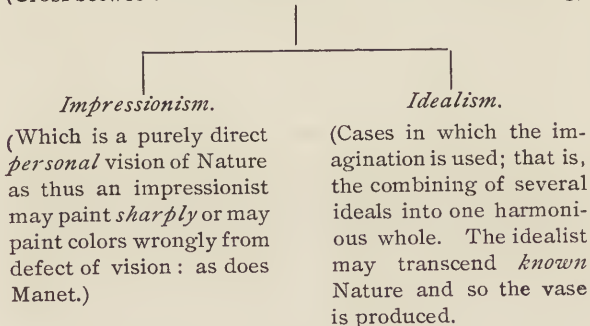 Impressionism.
(Which is a purely direct
personal vision of Nature
as thus an impressionist
may paint sharply or may
paint colors wrongly from
defect of vision : as does
Manet.)
Idealism.
(Cases in which the im-
agination is used; that is,
the combining of several
ideals into one harmoni-
ous whole. The idealist
may transcend known
Nature and so the vase
is produced.